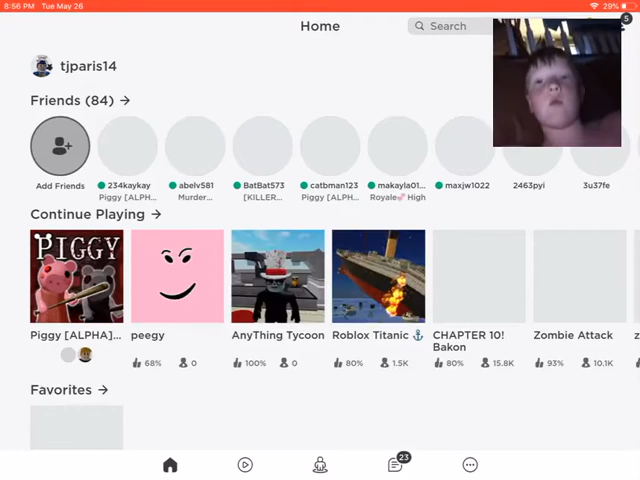 8:56 PM Tue May 26 29%
Home
Search
5
tjparis14
Friends (84)
Add Friends
234kaykay
Piggy [ALPH...
abelv581
Murder...
BatBat573
[KILLER...
catbman123
Piggy [ALPH...
makayla01...
Royale💕 High
maxjw1022
2463pyi
3u37fe
Continue Playing
PIGGY
Piggy [ALPHA]...
peegy
68% 0
AnyThing Tycoon
100% 0
Roblox Titanic ⚓
80% 1.5K
CHAPTER 10!
Bakon
80% 15.8K
Zombie Attack
93% 10.1K
Favorites
23